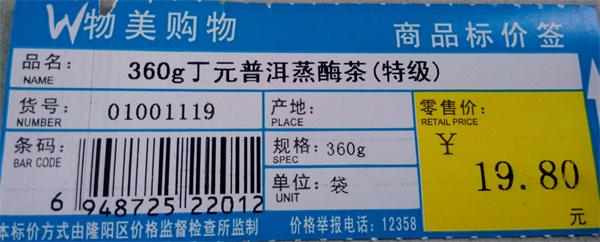 W物美购物 商品标价签
品名: 360g丁元普洱蒸酶茶(特级)
NAME
货号: 01001119
NUMBER
产地:
PLACE
零售价:
RETAIL PRICE
条码:
BAR CODE
规格: 360g
SPEC
￥
19.80
单位: 袋
UNIT
元
6 948725 22012
本标价方式由隆阳区价格监督检查所监制 价格举报电话: 12358